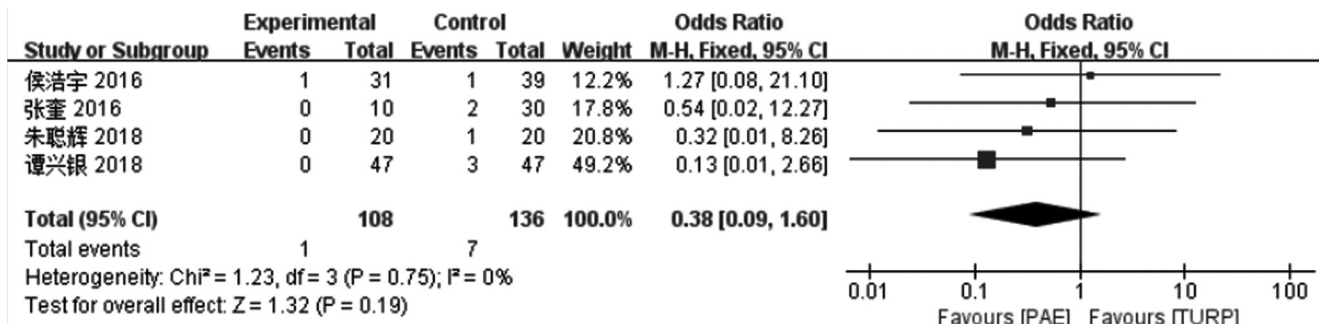 Experimental Control Odds Ratio Odds Ratio
Study or Subgroup Events Total Events Total Weight M-H, Fixed, 95% CI M-H, Fixed, 95% CI
侯浩宇 2016 1 31 1 39 12.2% 1.27 [0.08, 21.10]
张奎 2016 0 10 2 30 17.8% 0.54 [0.02, 12.27]
朱聪辉 2018 0 20 1 20 20.8% 0.32 [0.01, 8.26]
谭兴银 2018 0 47 3 47 49.2% 0.13 [0.01, 2.66]
Total (95% CI) 108 136 100.0% 0.38 [0.09, 1.60]
Total events 1 7
Heterogeneity: Chi² = 1.23, df = 3 (P = 0.75); I² = 0%
Test for overall effect: Z = 1.32 (P = 0.19)
0.01 0.1 1 10 100
Favours [PAE] Favours [TURP]